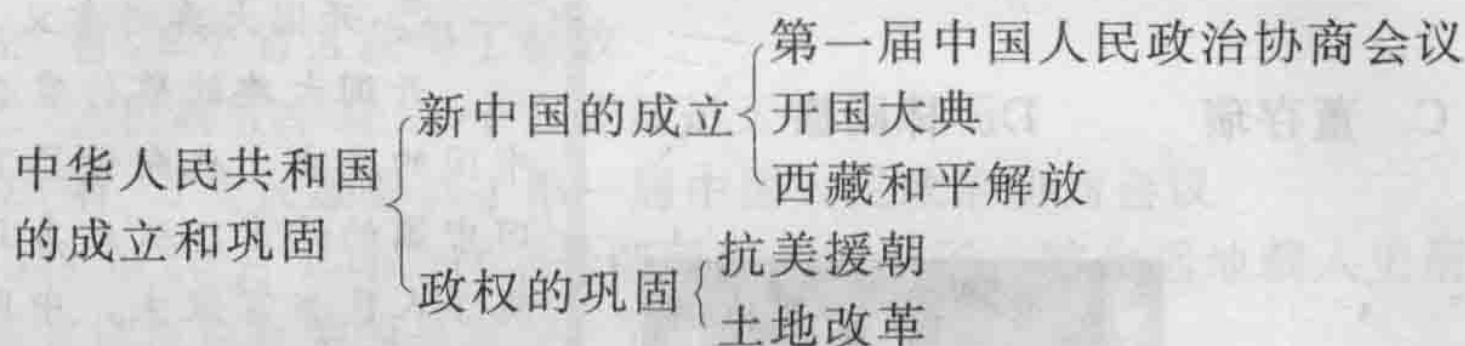 第一届中国人民政治协商会议
新中国的成立
开国大典
中华人民共和国
西藏和平解放
的成立和巩固
抗美援朝
政权的巩固
土地改革